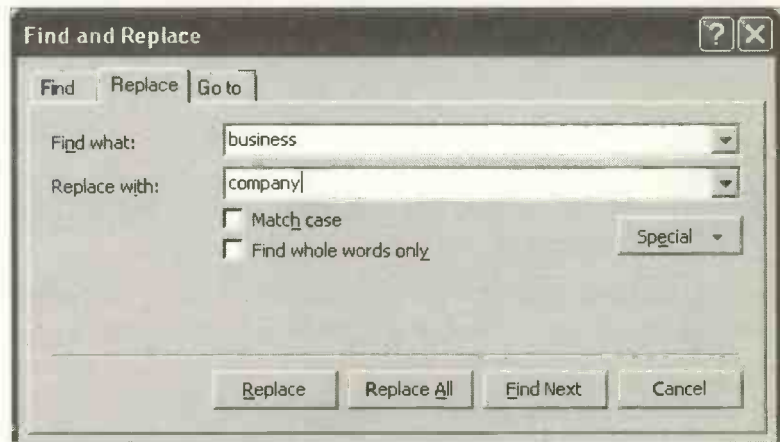 Find and Replace
Find Replace Go to
Find what: business
Replace with: company
Match case
Find whole words only
Special
Replace Replace All Find Next Cancel